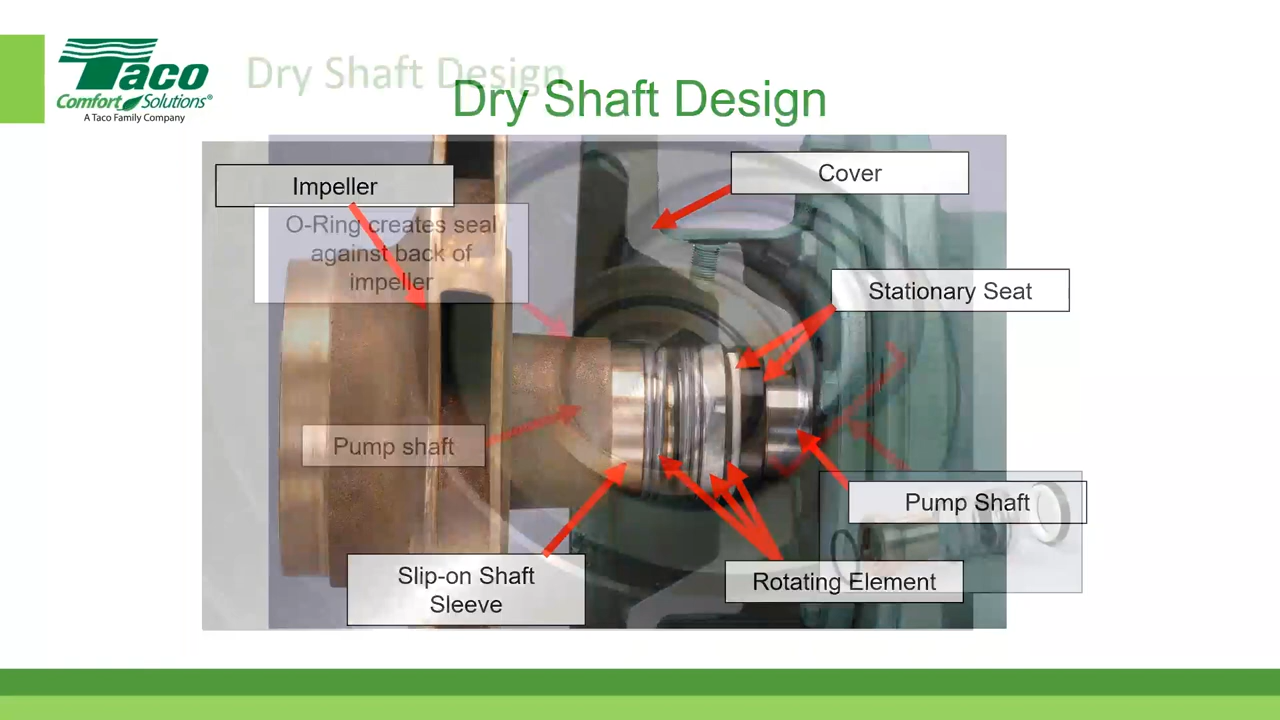 Taco
Comfort Solutions®
A Taco Family Company
Dry Shaft Design
Dry Shaft Design
Impeller
Cover
O-Ring creates seal
against back of
impeller
Stationary Seat
Pump shaft
Pump Shaft
Slip-on Shaft
Sleeve
Rotating Element